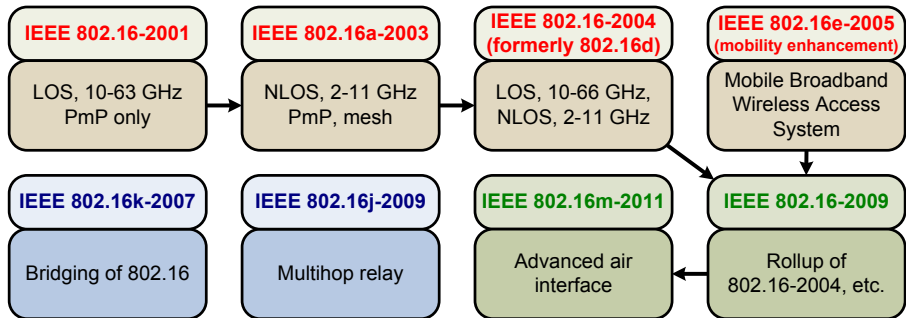 IEEE 802.16-2001
LOS, 10-63 GHz
PmP only
IEEE 802.16a-2003
NLOS, 2-11 GHz
PmP, mesh
IEEE 802.16-2004
(formerly 802.16d)
LOS, 10-66 GHz,
NLOS, 2-11 GHz
IEEE 802.16e-2005
(mobility enhancement)
Mobile Broadband
Wireless Access
System
IEEE 802.16k-2007
Bridging of 802.16
IEEE 802.16j-2009
Multihop relay
IEEE 802.16m-2011
Advanced air
interface
IEEE 802.16-2009
Rollup of
802.16-2004, etc.